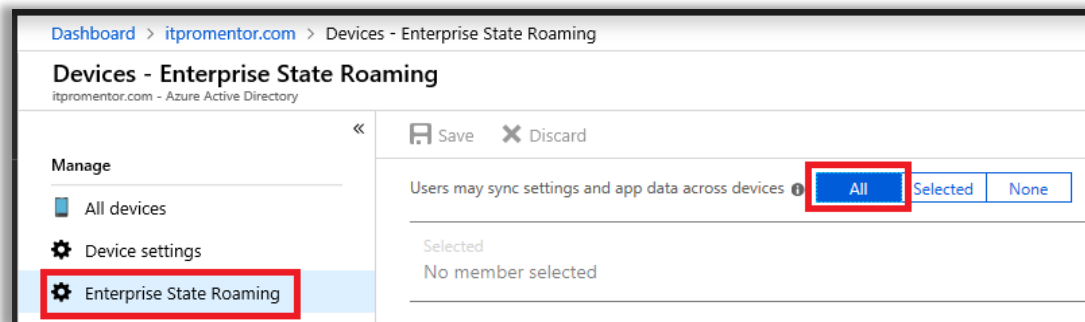 Dashboard > itpromentor.com > Devices - Enterprise State Roaming
Devices - Enterprise State Roaming
itpromentor.com - Azure Active Directory
«
Save Discard
Manage
Users may sync settings and app data across devices All Selected None
All devices
Selected
Device settings
No member selected
Enterprise State Roaming